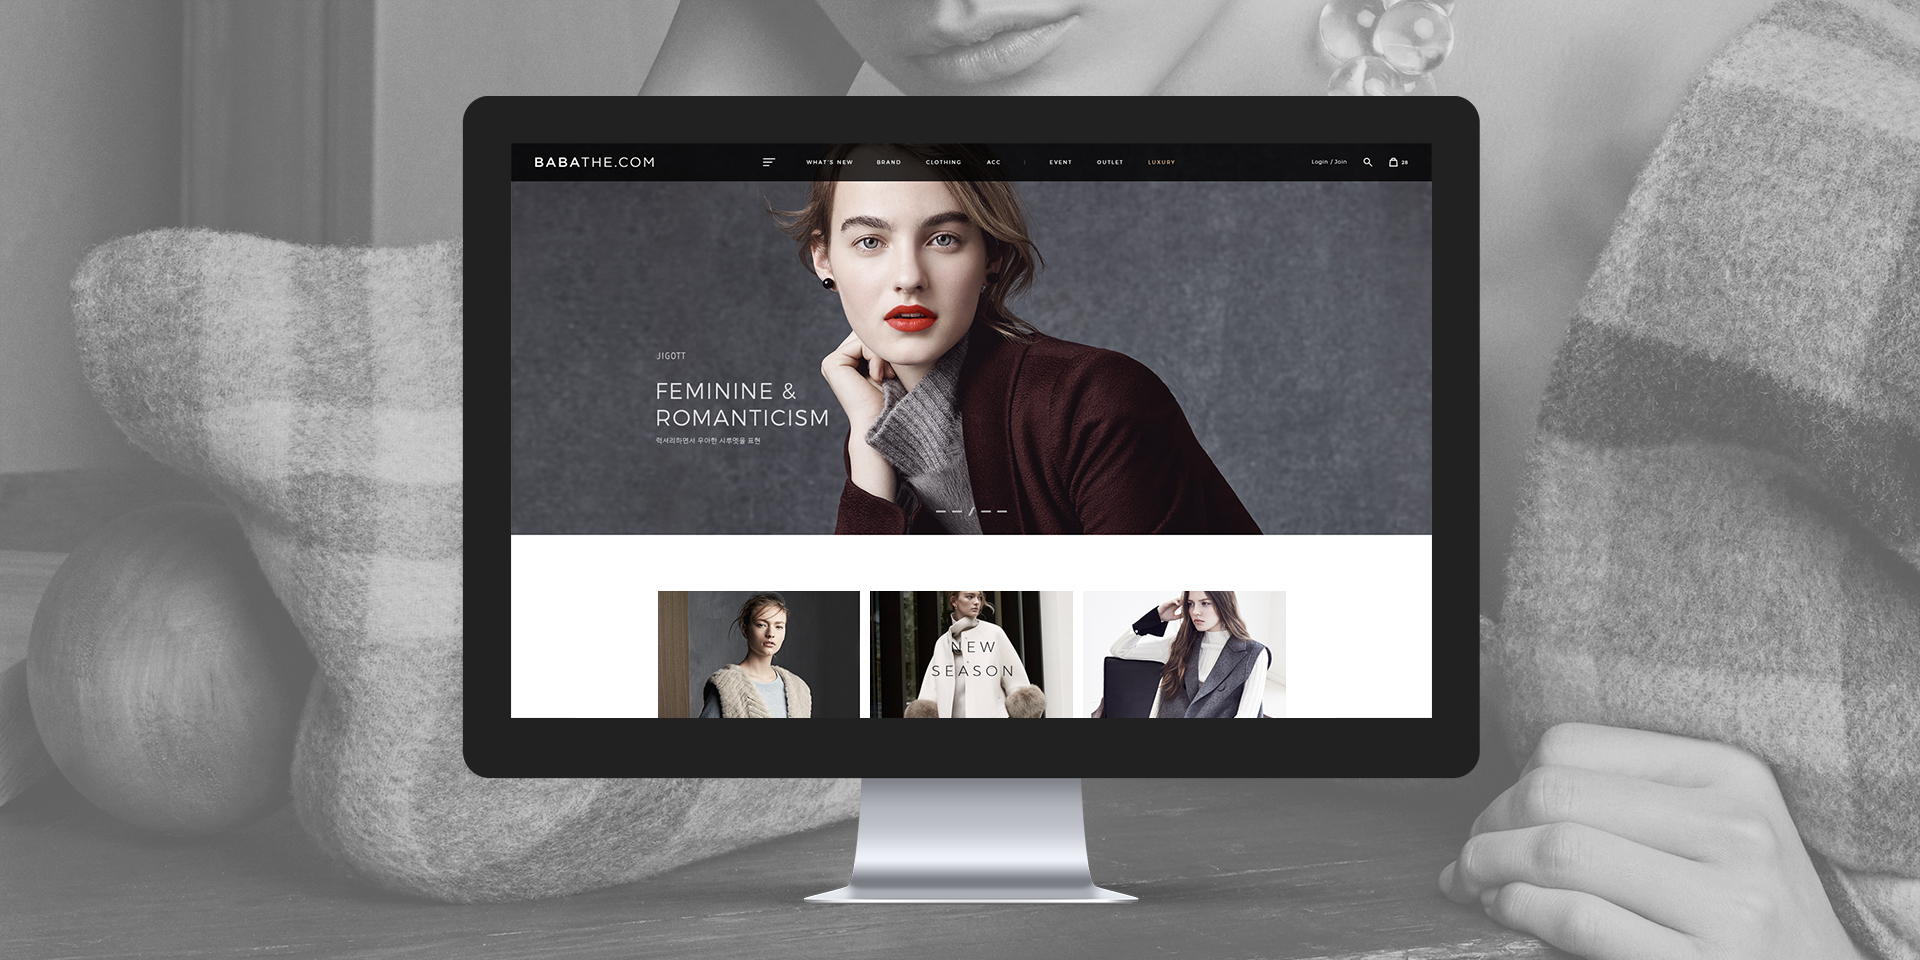 BABATHE.COM
WHAT'S NEW BRAND CLOTHING ACC | EVENT OUTLET LUXURY
Login / Join 28
JIGOTT
FEMININE &
ROMANTICISM
럭셔리하면서 우아한 시루엣을 표현
NEW
SEASON